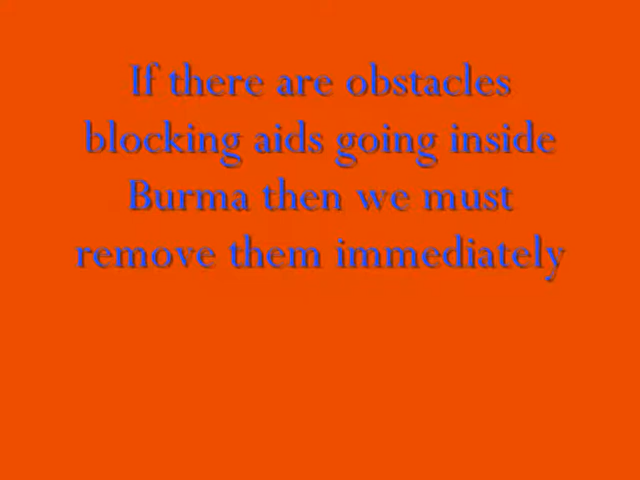 If there are obstacles
blocking aids going inside
Burma then we must
remove them immediately